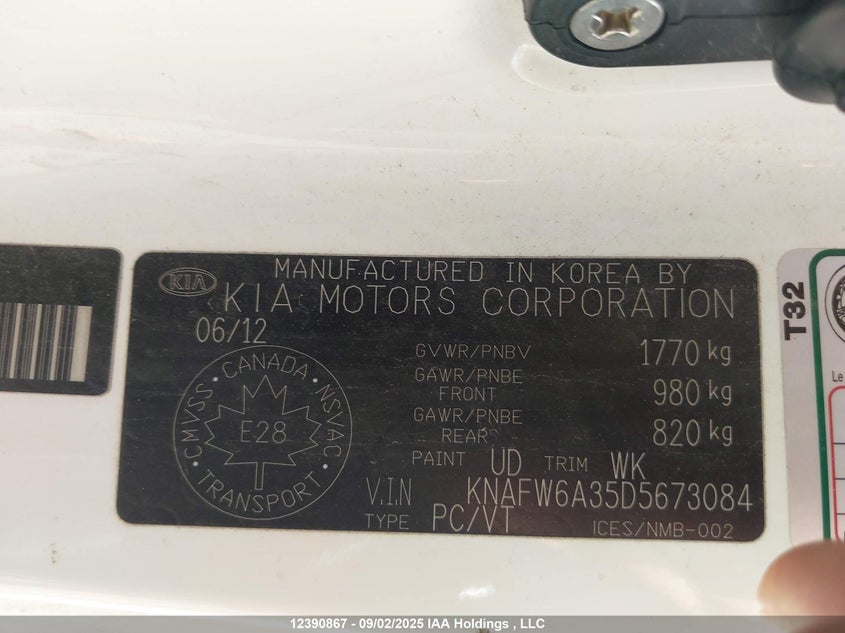 MANUFACTURED IN KOREA BY
KIA
KIA MOTORS CORPORATION
06/12
GVWR/PNBV 1770 kg
GAWR/PNBE FRONT 980 kg
GAWR/PNBE REAR 820 kg
CMVSS · CANADA · NSVAC · TRANSPORT ·
E28
PAINT UD TRIM WK
V.I.N KNAFW6A35D5673084
TYPE PC/VT ICES/NMB-002
T32
Le
12390867 - 09/02/2025 IAA Holdings , LLC